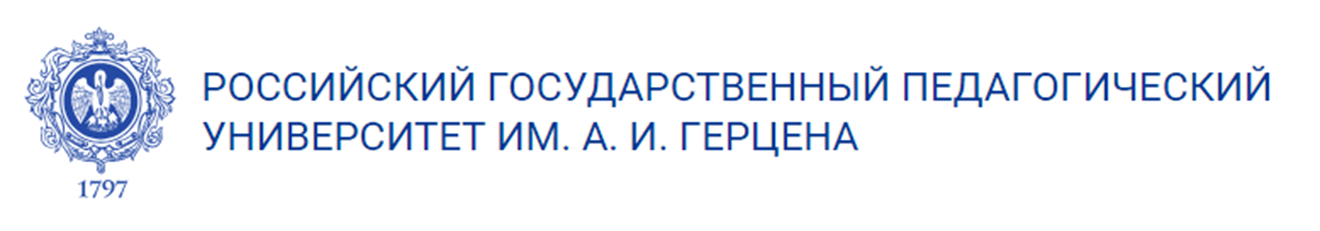 РОССИЙСКИЙ ГОСУДАРСТВЕННЫЙ ПЕДАГОГИЧЕСКИЙ
УНИВЕРСИТЕТ ИМ. А. И. ГЕРЦЕНА
1797